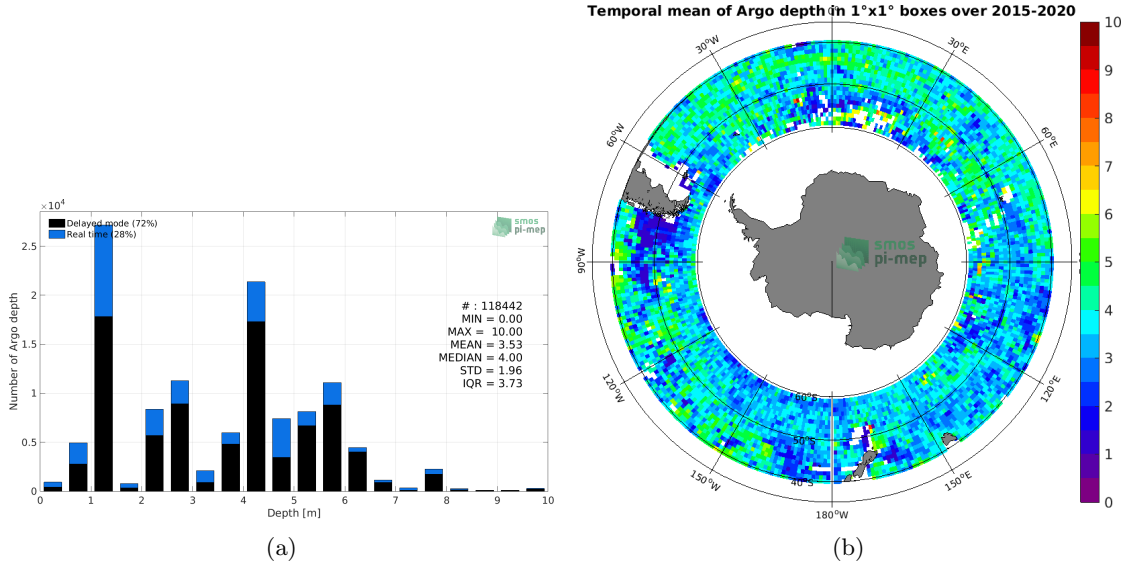 ×10⁴
Delayed mode (72%)
Real time (28%)
smos
pi-mep
2.5
2
1.5
1
0.5
0
Number of Argo depth
# : 118442
MIN = 0.00
MAX = 10.00
MEAN = 3.53
MEDIAN = 4.00
STD = 1.96
IQR = 3.73
0 1 2 3 4 5 6 7 8 9 10
Depth [m]
(a)
Temporal mean of Argo depth in 1°x1° boxes over 2015-2020
30°W
30°E
60°W
60°E
90°W
120°W
120°E
150°W
150°E
180°W
60°S
50°S
40°S
smos
pi-mep
10
9
8
7
6
5
4
3
2
1
0
(b)